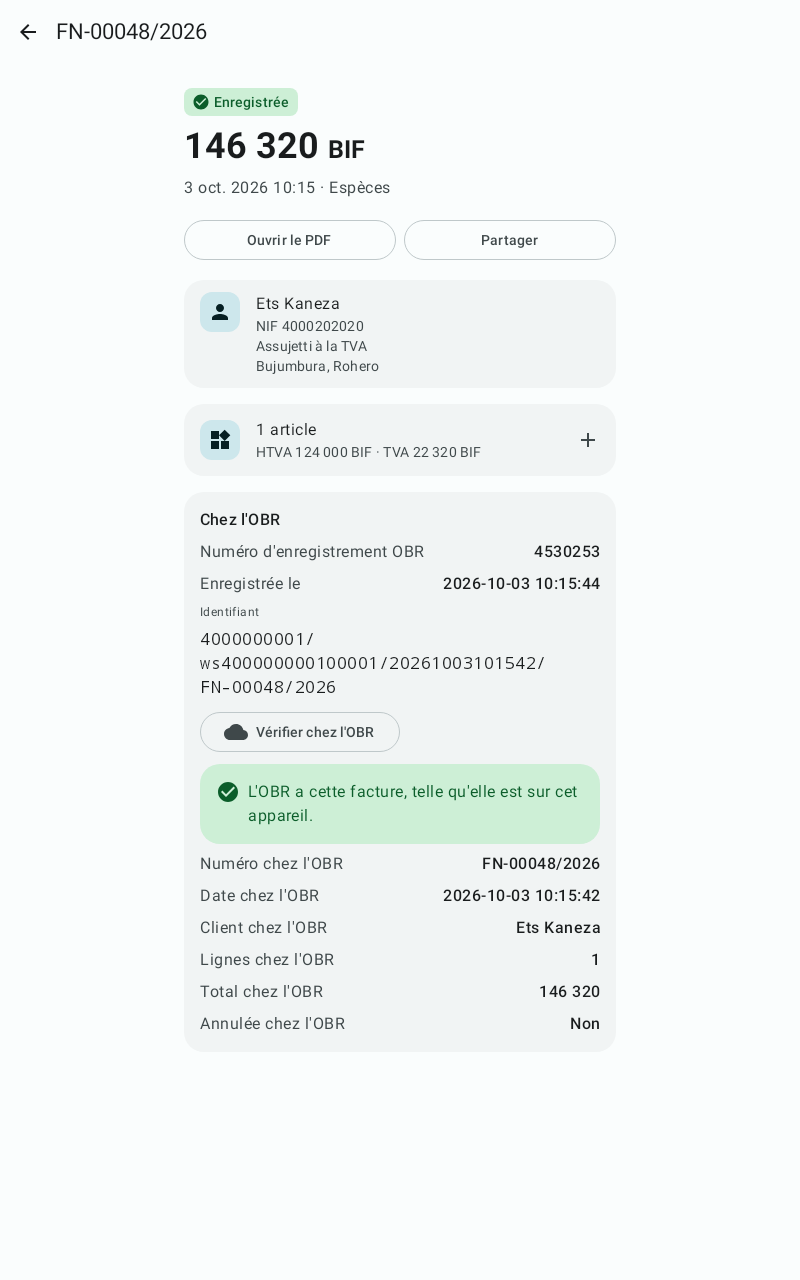 FN-00048/2026
Enregistrée
146 320 BIF
3 oct. 2026 10:15 · Espèces
Ouvrir le PDF
Partager
Ets Kaneza
NIF 4000202020
Assujetti à la TVA
Bujumbura, Rohero
1 article
HTVA 124 000 BIF · TVA 22 320 BIF
Chez l'OBR
Numéro d'enregistrement OBR 4530253
Enregistrée le 2026-10-03 10:15:44
Identifiant
4000000001/
ws400000000100001/20261003101542/
FN-00048/2026
Vérifier chez l'OBR
L'OBR a cette facture, telle qu'elle est sur cet
appareil.
Numéro chez l'OBR FN-00048/2026
Date chez l'OBR 2026-10-03 10:15:42
Client chez l'OBR Ets Kaneza
Lignes chez l'OBR 1
Total chez l'OBR 146 320
Annulée chez l'OBR Non